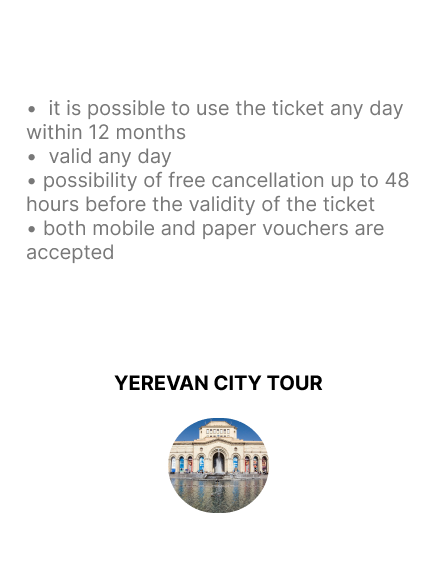 •  it is possible to use the ticket any day
within 12 months
•  valid any day
• possibility of free cancellation up to 48
hours before the validity of the ticket
• both mobile and paper vouchers are
accepted
YEREVAN CITY TOUR